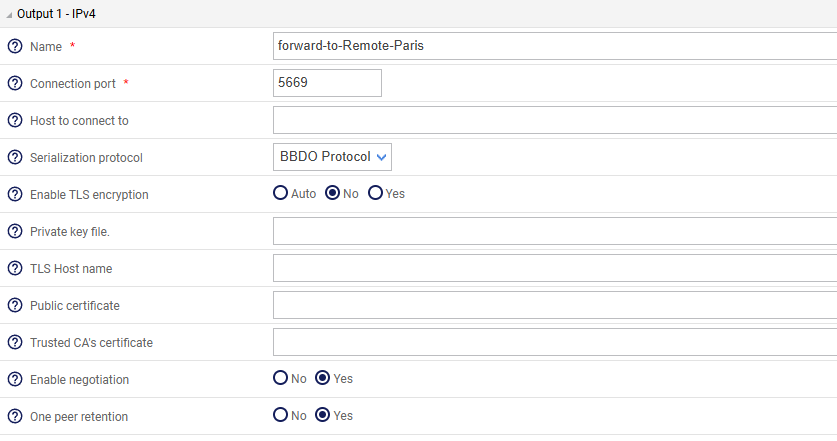 Output 1 - IPv4
Name *
forward-to-Remote-Paris
Connection port *
5669
Host to connect to
Serialization protocol
BBDO Protocol
Enable TLS encryption
Auto No Yes
Private key file.
TLS Host name
Public certificate
Trusted CA's certificate
Enable negotiation
No Yes
One peer retention
No Yes